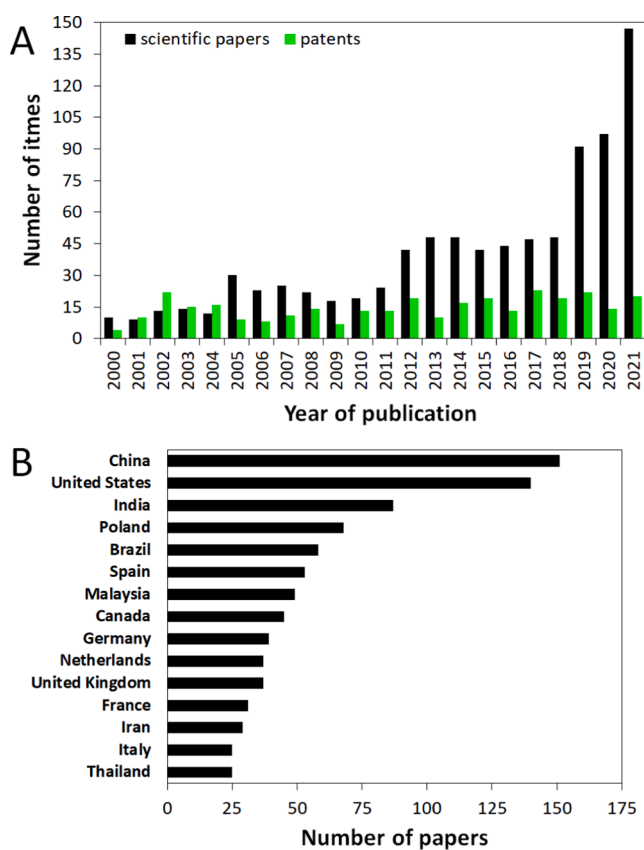 A
scientific papers patents
Number of itmes
150
135
120
105
90
75
60
45
30
15
0
2000 2001 2002 2003 2004 2005 2006 2007 2008 2009 2010 2011 2012 2013 2014 2015 2016 2017 2018 2019 2020 2021
Year of publication
B
China
United States
India
Poland
Brazil
Spain
Malaysia
Canada
Germany
Netherlands
United Kingdom
France
Iran
Italy
Thailand
0 25 50 75 100 125 150 175
Number of papers